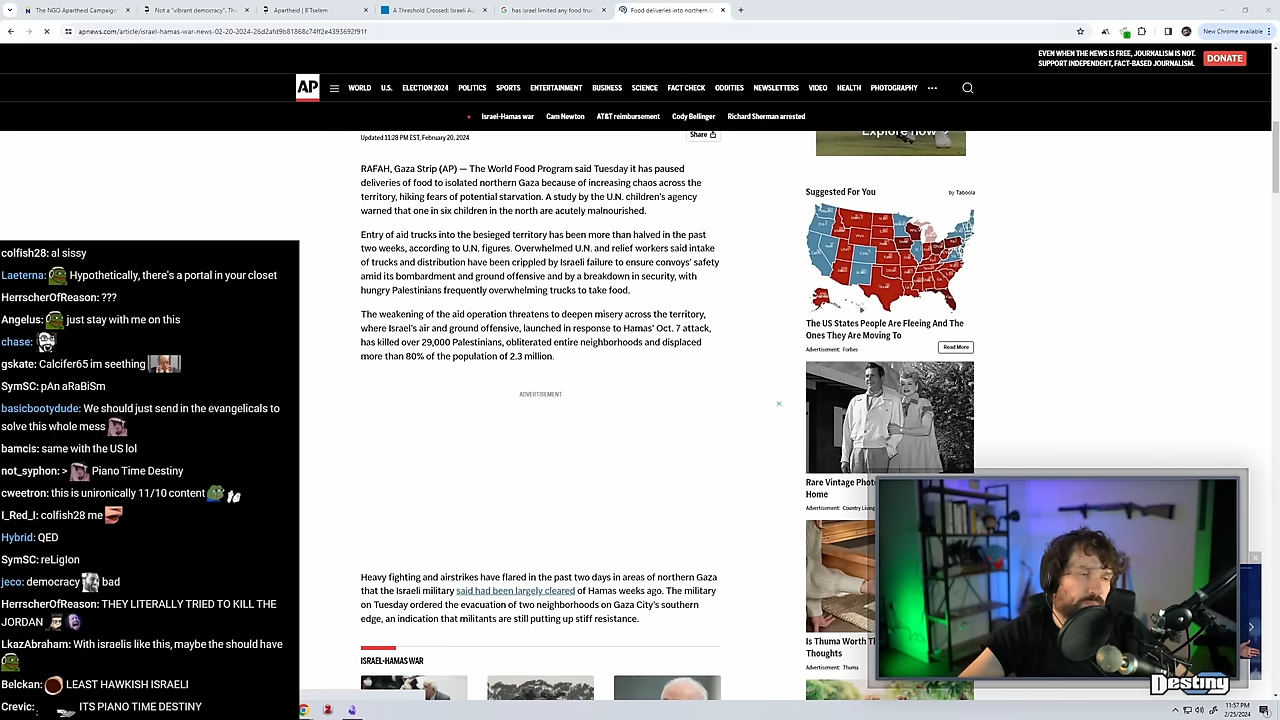 The NGO Apartheid Campaign
Not a "vibrant democracy". Thi
Apartheid | B'Tselem
A Threshold Crossed: Israeli Au
has israel limited any food truc
Food deliveries into northern G
apnews.com/article/israel-hamas-war-news-02-20-2024-26d2afd9b81868c74ff2e4393692f91f
New Chrome available
EVEN WHEN THE NEWS IS FREE, JOURNALISM IS NOT.
SUPPORT INDEPENDENT, FACT-BASED JOURNALISM.
DONATE
AP
WORLD U.S. ELECTION 2024 POLITICS SPORTS ENTERTAINMENT BUSINESS SCIENCE FACT CHECK ODDITIES NEWSLETTERS VIDEO HEALTH PHOTOGRAPHY
Israel-Hamas war Cam Newton AT&T reimbursement Cody Bellinger Richard Sherman arrested
Updated 11:28 PM EST, February 20, 2024
Share
RAFAH, Gaza Strip (AP) — The World Food Program said Tuesday it has paused
deliveries of food to isolated northern Gaza because of increasing chaos across the
territory, hiking fears of potential starvation. A study by the U.N. children's agency
warned that one in six children in the north are acutely malnourished.
Entry of aid trucks into the besieged territory has been more than halved in the past
two weeks, according to U.N. figures. Overwhelmed U.N. and relief workers said intake
of trucks and distribution have been crippled by Israeli failure to ensure convoys' safety
amid its bombardment and ground offensive and by a breakdown in security, with
hungry Palestinians frequently overwhelming trucks to take food.
The weakening of the aid operation threatens to deepen misery across the territory,
where Israel's air and ground offensive, launched in response to Hamas' Oct. 7 attack,
has killed over 29,000 Palestinians, obliterated entire neighborhoods and displaced
more than 80% of the population of 2.3 million.
ADVERTISEMENT
Heavy fighting and airstrikes have flared in the past two days in areas of northern Gaza
that the Israeli military said had been largely cleared of Hamas weeks ago. The military
on Tuesday ordered the evacuation of two neighborhoods on Gaza City's southern
edge, an indication that militants are still putting up stiff resistance.
ISRAEL-HAMAS WAR
Explore now
Suggested For You
by Taboola
The US States People Are Fleeing And The
Ones They Are Moving To
Advertisement: Forbes
Read More
Rare Vintage Phot
Home
Advertisement: Country Living
Is Thuma Worth T
Thoughts
Advertisement: Thuma
colfish28: al sissy
Laeterna: Hypothetically, there's a portal in your closet
HerrscherOfReason: ???
Angelus: just stay with me on this
chase:
gskate: Calcifer65 im seething
SymSC: pAn aRaBiSm
basicbootydude: We should just send in the evangelicals to
solve this whole mess
bamcis: same with the US lol
not_syphon: > Piano Time Destiny
cweetron: this is unironically 11/10 content
I_Red_I: colfish28 me
Hybrid: QED
SymSC: reLigIon
jeco: democracy bad
HerrscherOfReason: THEY LITERALLY TRIED TO KILL THE
JORDAN
LkazAbraham: With israelis like this, maybe the should have
Belckan: LEAST HAWKISH ISRAELI
Crevic: ITS PIANO TIME DESTINY
Destiny
11:57 PM
2/25/2024